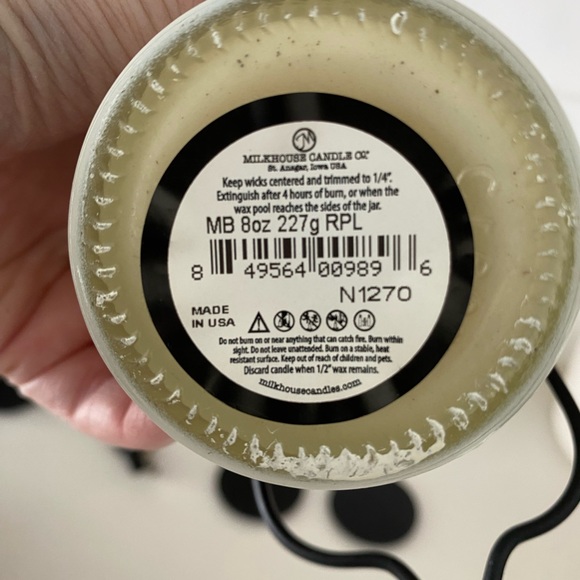 MILKHOUSE CANDLE CO.
St. Ansgar, Iowa USA
Keep wicks centered and trimmed to 1/4".
Extinguish after 4 hours of burn, or when the
wax pool reaches the sides of the jar.
MB 8oz 227g RPL
8 49564 00989 6
N1270
MADE
IN USA
Do not burn on or near anything that can catch fire. Burn within
sight. Do not leave unattended. Burn on a stable, heat
resistant surface. Keep out of reach of children and pets.
Discard candle when 1/2" wax remains.
milkhousecandles.com